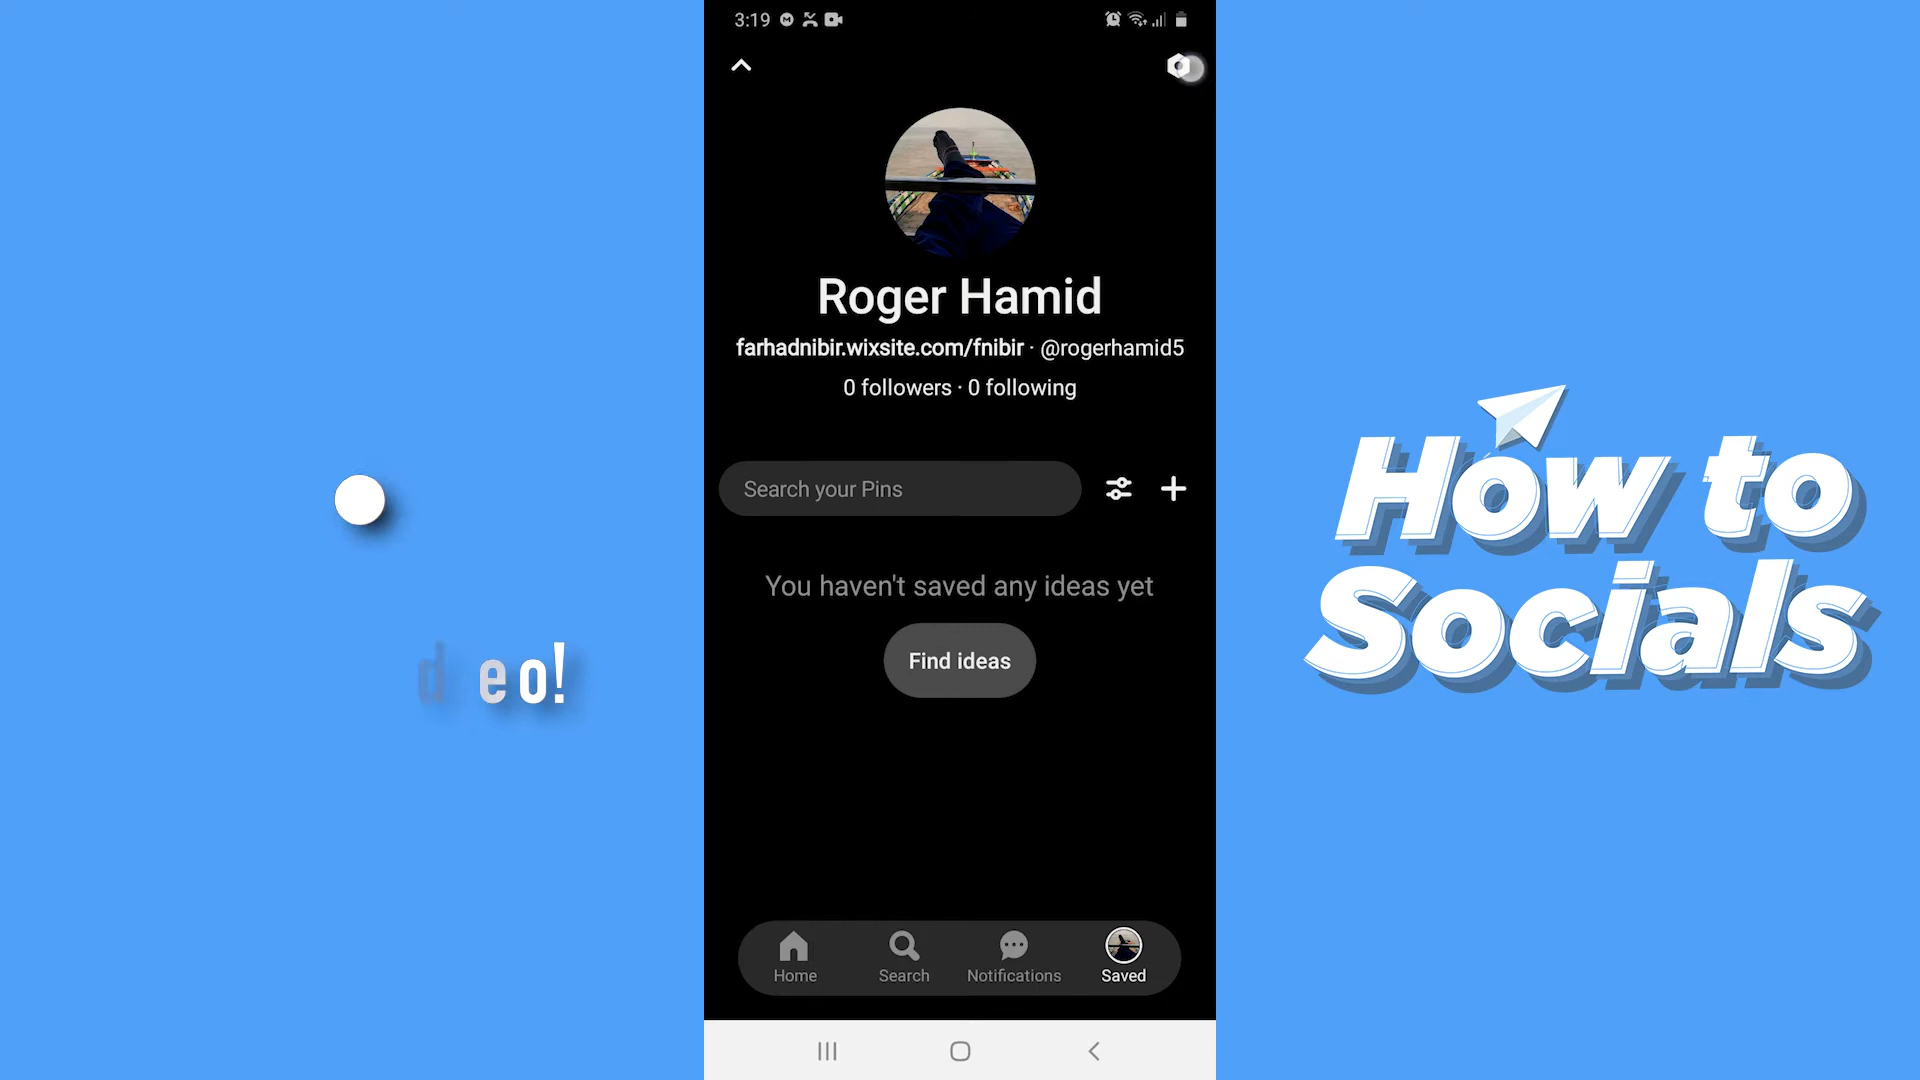 3:19
Roger Hamid
farhadnibir.wixsite.com/fnibir · @rogerhamid5
0 followers · 0 following
Search your Pins
You haven't saved any ideas yet
Find ideas
Home
Search
Notifications
Saved
d eo!
How to
Socials